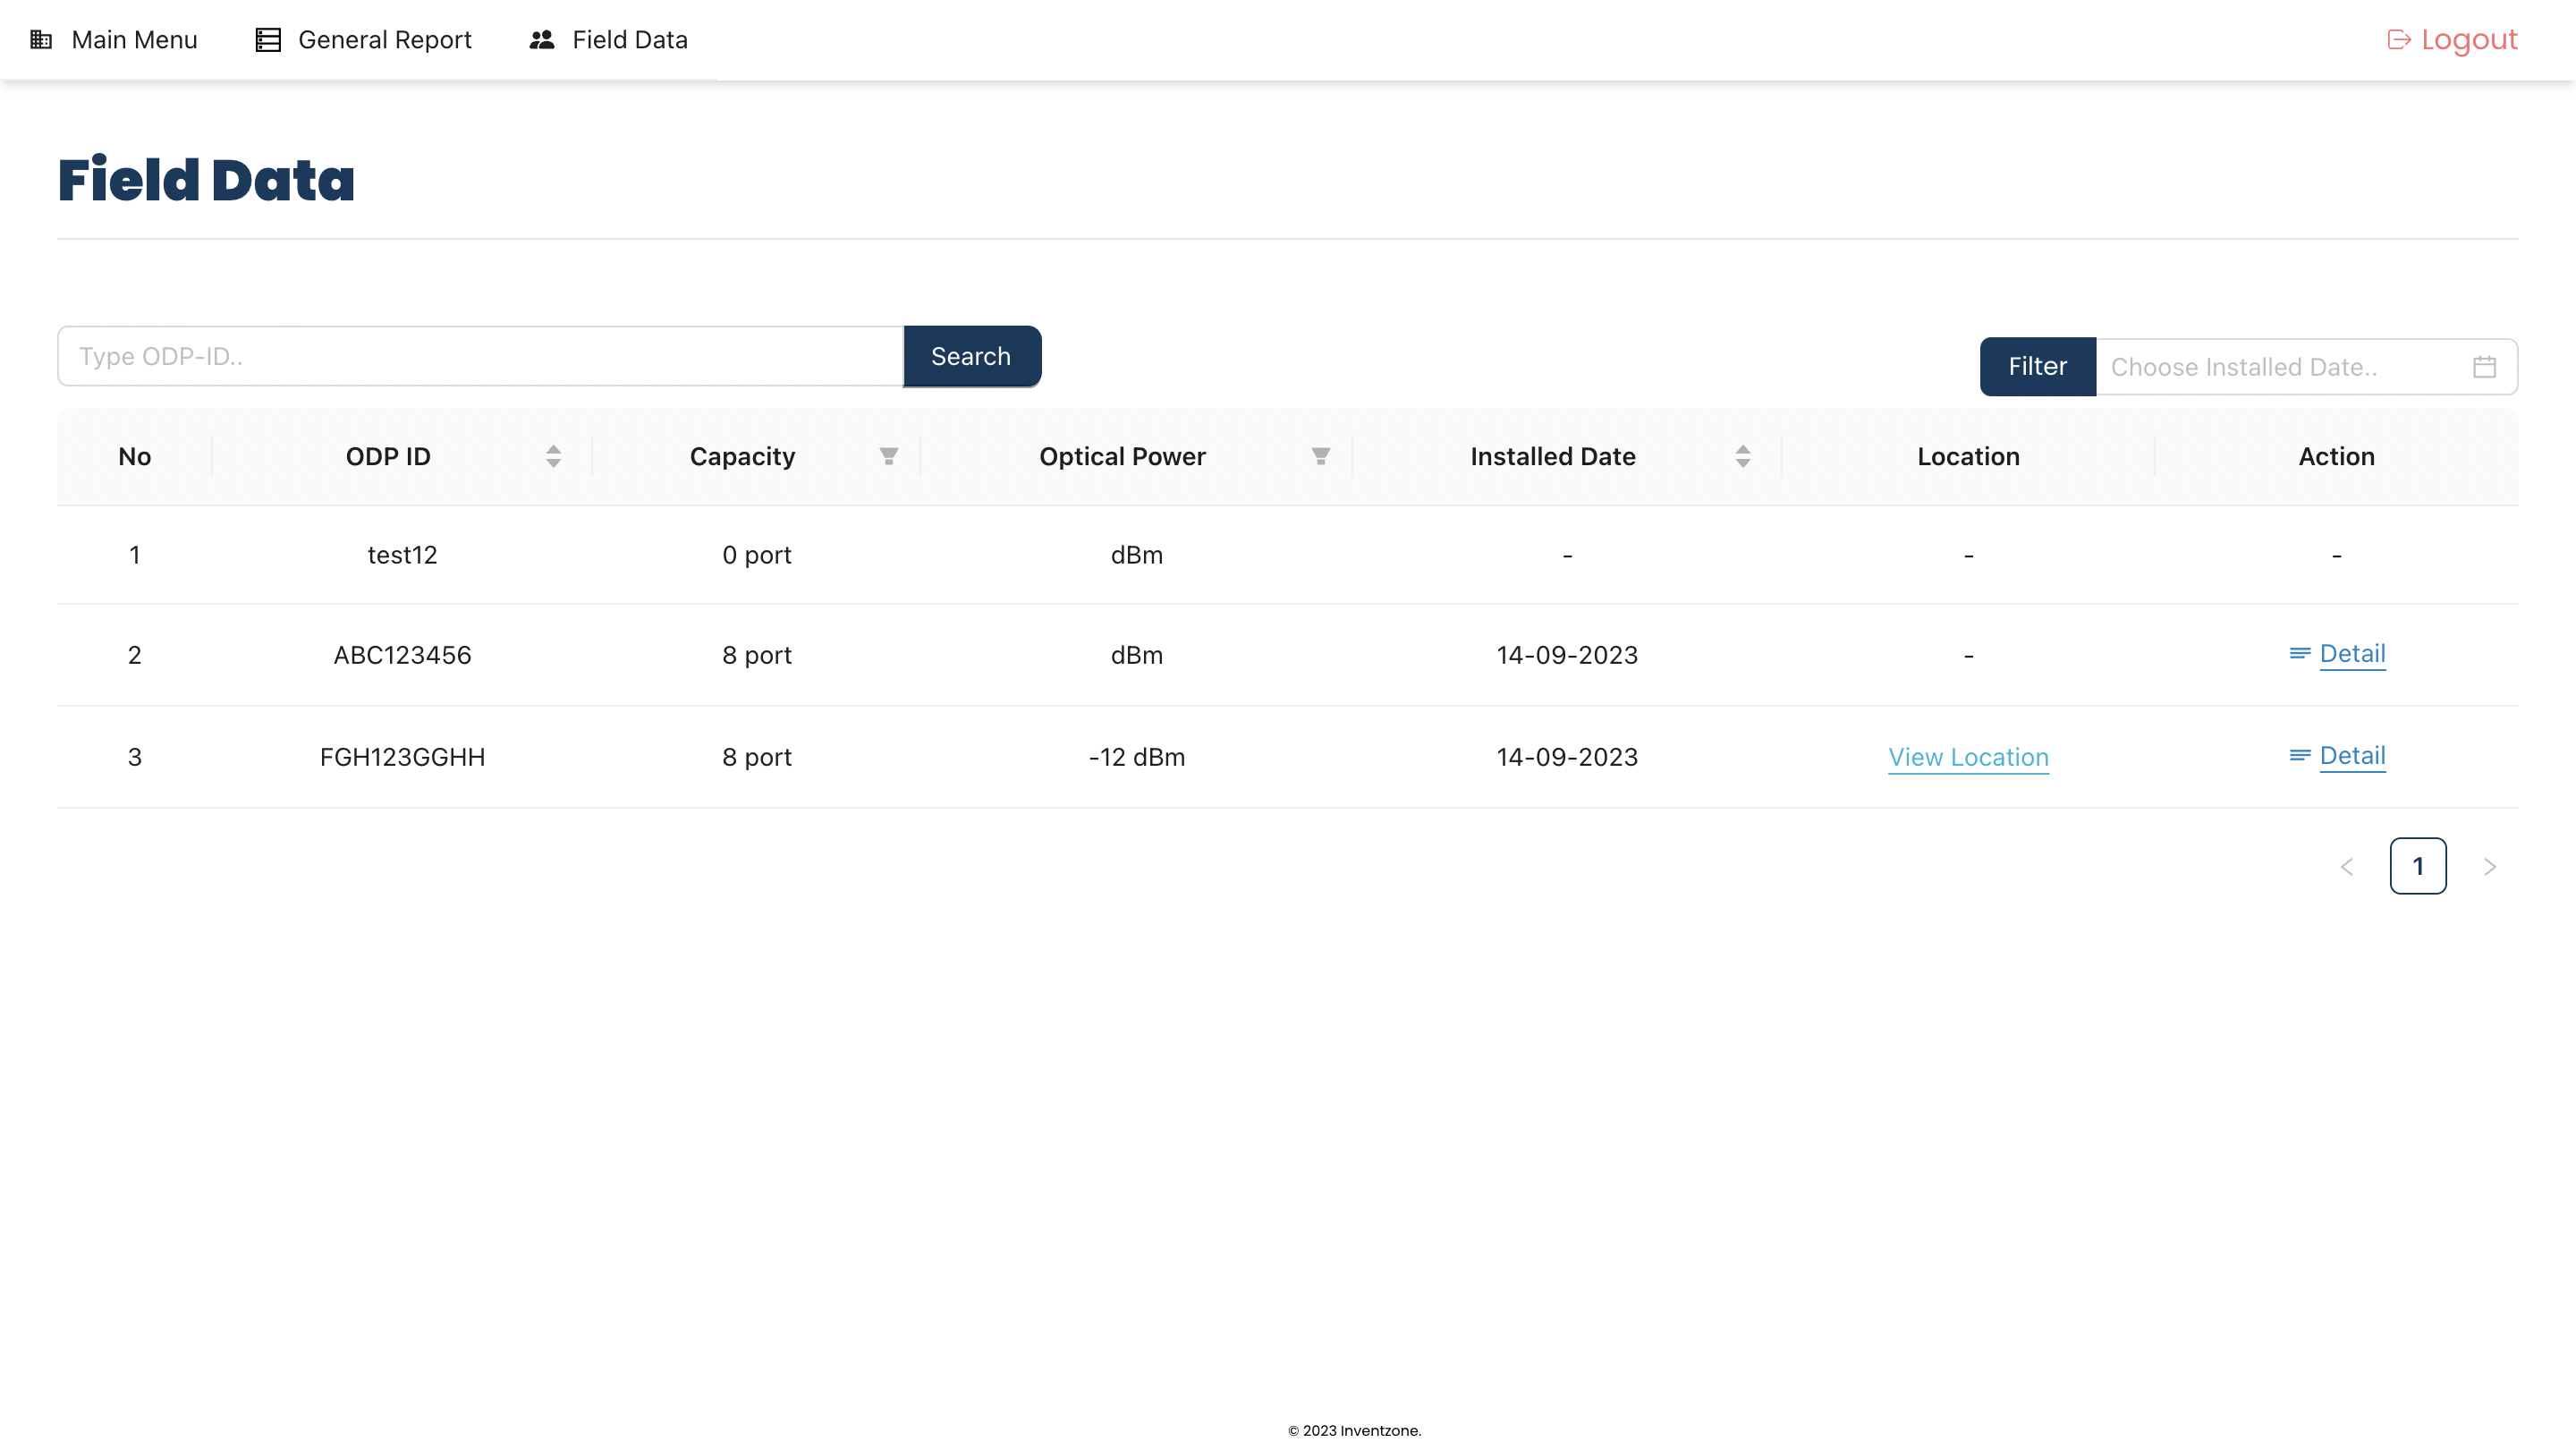 Main Menu General Report Field Data Logout
Field Data
Type ODP-ID.. Search
Filter Choose Installed Date..
No ODP ID Capacity Optical Power Installed Date Location Action
1 test12 0 port dBm - - -
2 ABC123456 8 port dBm 14-09-2023 - Detail
3 FGH123GGHH 8 port -12 dBm 14-09-2023 View Location Detail
< 1 >
© 2023 Inventzone.